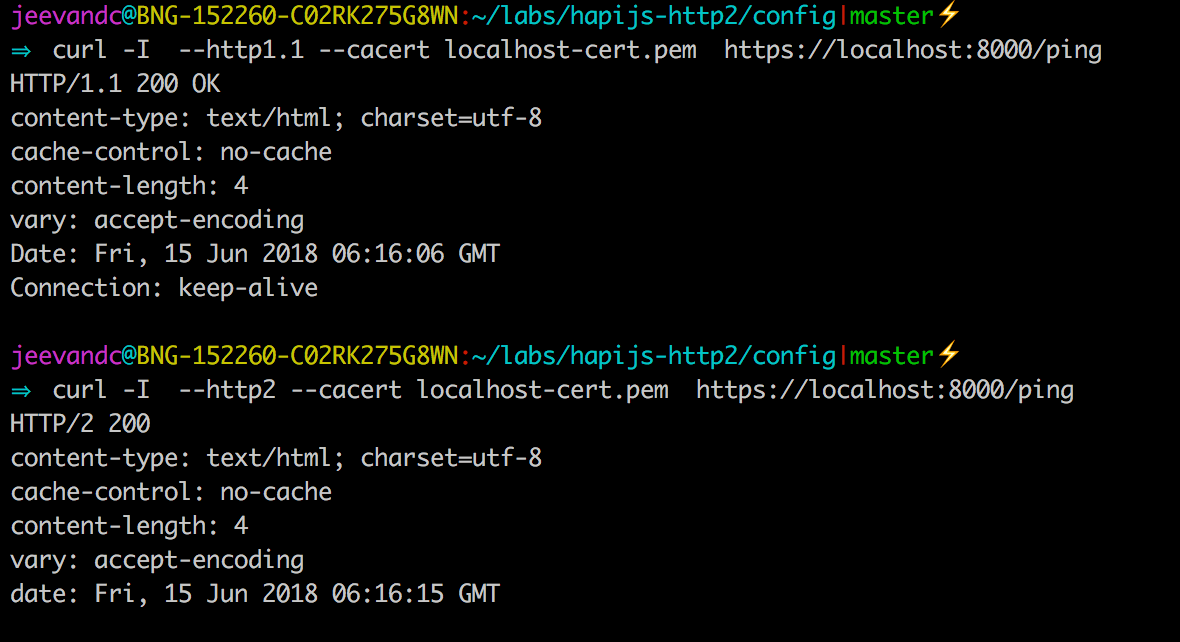 jeevandc@BNG-152260-C02RK275G8WN:~/labs/hapijs-http2/config|master⚡
⇒  curl -I  --http1.1 --cacert localhost-cert.pem  https://localhost:8000/ping
HTTP/1.1 200 OK
content-type: text/html; charset=utf-8
cache-control: no-cache
content-length: 4
vary: accept-encoding
Date: Fri, 15 Jun 2018 06:16:06 GMT
Connection: keep-alive
jeevandc@BNG-152260-C02RK275G8WN:~/labs/hapijs-http2/config|master⚡
⇒  curl -I  --http2 --cacert localhost-cert.pem  https://localhost:8000/ping
HTTP/2 200
content-type: text/html; charset=utf-8
cache-control: no-cache
content-length: 4
vary: accept-encoding
date: Fri, 15 Jun 2018 06:16:15 GMT